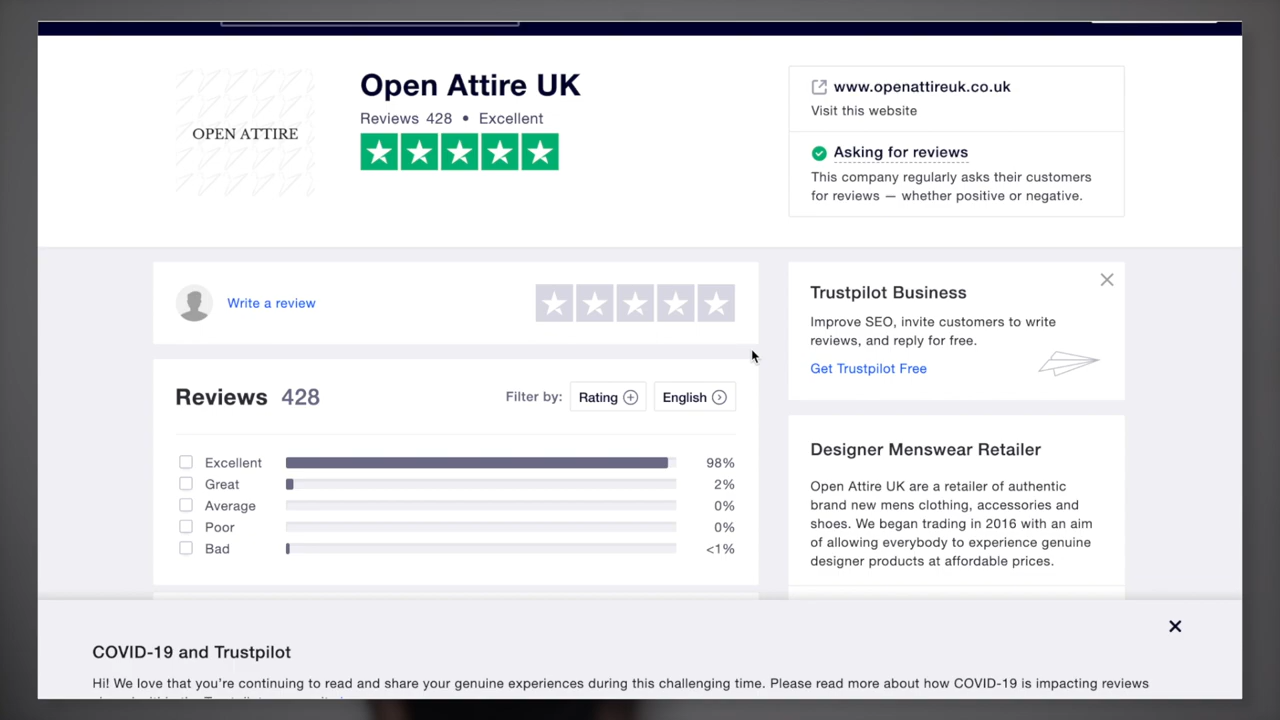 OPEN ATTIRE
Open Attire UK
Reviews 428 • Excellent
www.openattireuk.co.uk
Visit this website
Asking for reviews
This company regularly asks their customers
for reviews — whether positive or negative.
Write a review
Reviews 428
Filter by: Rating English
Excellent 98%
Great 2%
Average 0%
Poor 0%
Bad <1%
Trustpilot Business
Improve SEO, invite customers to write
reviews, and reply for free.
Get Trustpilot Free
Designer Menswear Retailer
Open Attire UK are a retailer of authentic
brand new mens clothing, accessories and
shoes. We began trading in 2016 with an aim
of allowing everybody to experience genuine
designer products at affordable prices.
COVID-19 and Trustpilot
Hi! We love that you're continuing to read and share your genuine experiences during this challenging time. Please read more about how COVID-19 is impacting reviews